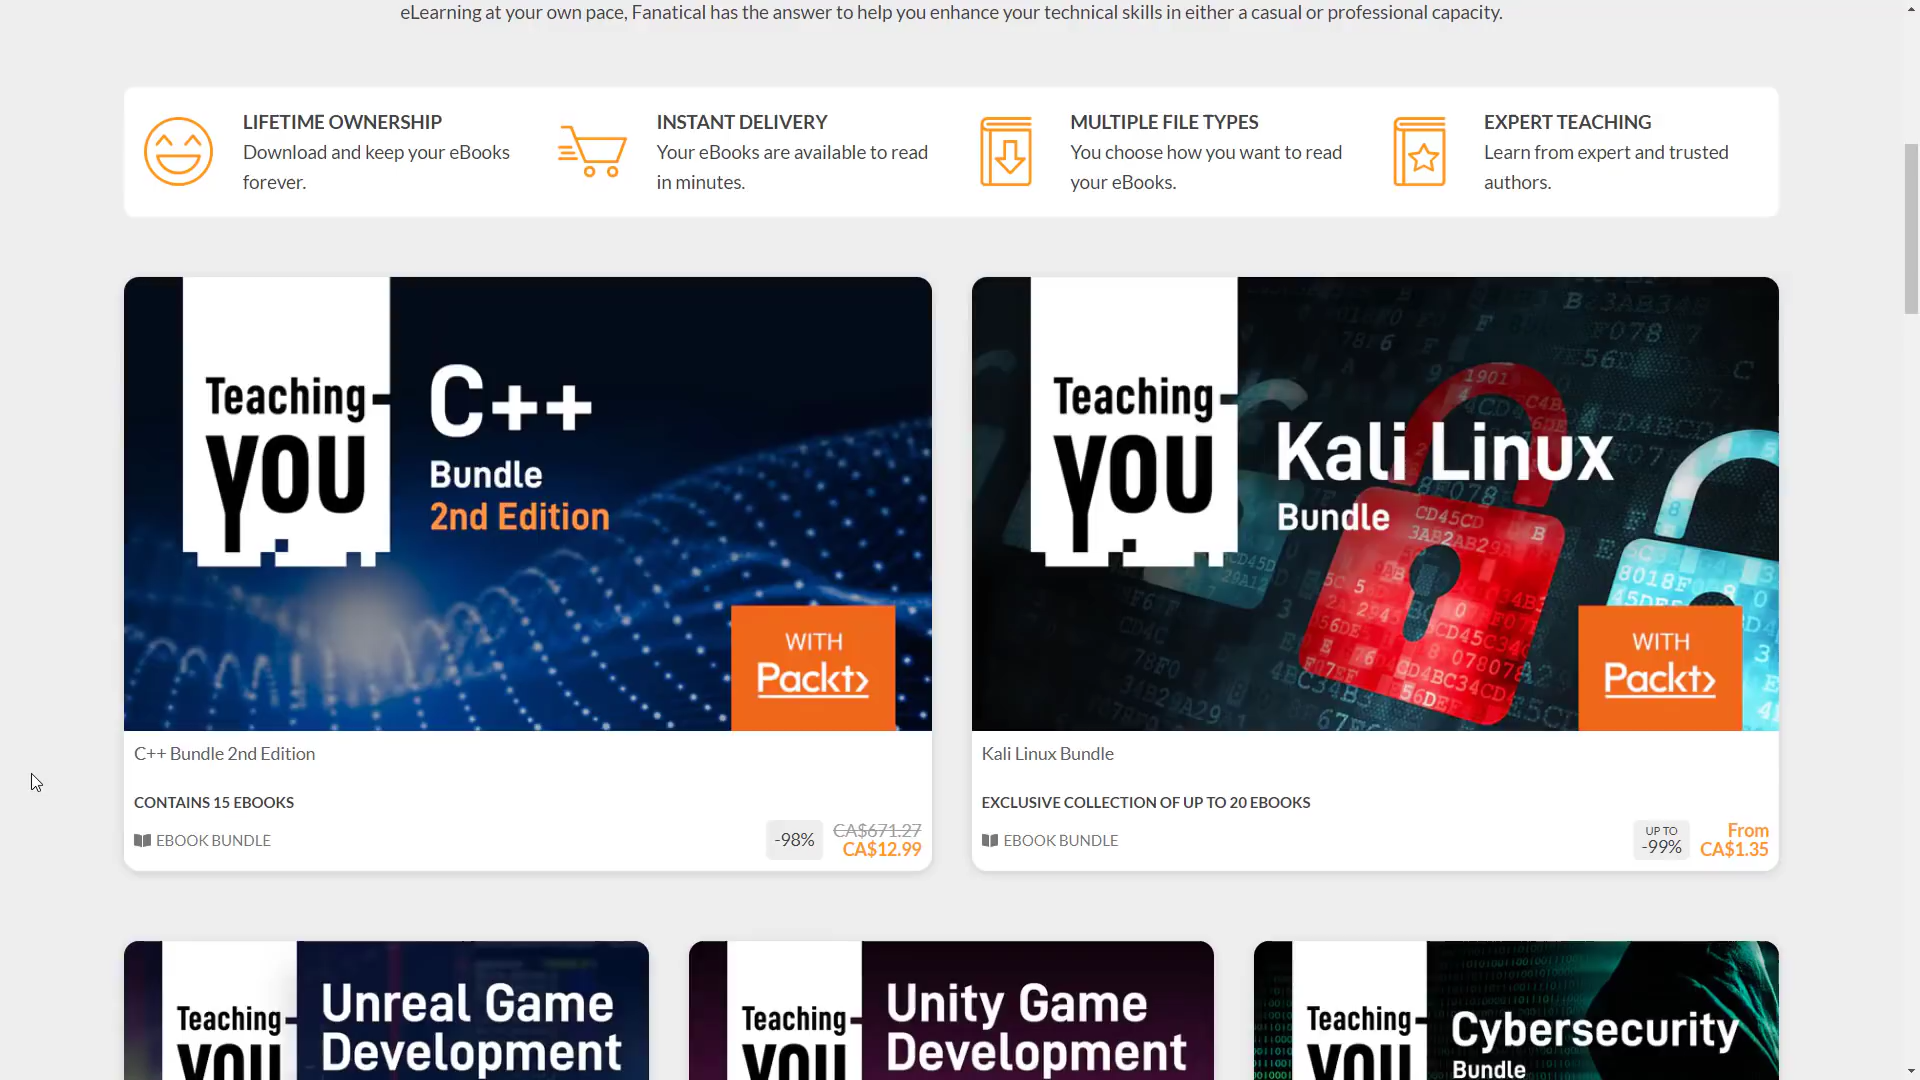 eLearning at your own pace, Fanatical has the answer to help you enhance your technical skills in either a casual or professional capacity.
LIFETIME OWNERSHIP
Download and keep your eBooks
forever.
INSTANT DELIVERY
Your eBooks are available to read
in minutes.
MULTIPLE FILE TYPES
You choose how you want to read
your eBooks.
EXPERT TEACHING
Learn from expert and trusted
authors.
Teaching-
YOU
C++
Bundle
2nd Edition
WITH
Packt>
C++ Bundle 2nd Edition
CONTAINS 15 EBOOKS
EBOOK BUNDLE
-98%
CA$671.27
CA$12.99
Teaching-
YOU
Kali Linux
Bundle
WITH
Packt>
Kali Linux Bundle
EXCLUSIVE COLLECTION OF UP TO 20 EBOOKS
EBOOK BUNDLE
UP TO
-99%
From
CA$1.35
Teaching-
YOU
Unreal Game
Development
Teaching-
YOU
Unity Game
Development
Teaching-
YOU
Cybersecurity
Bundle